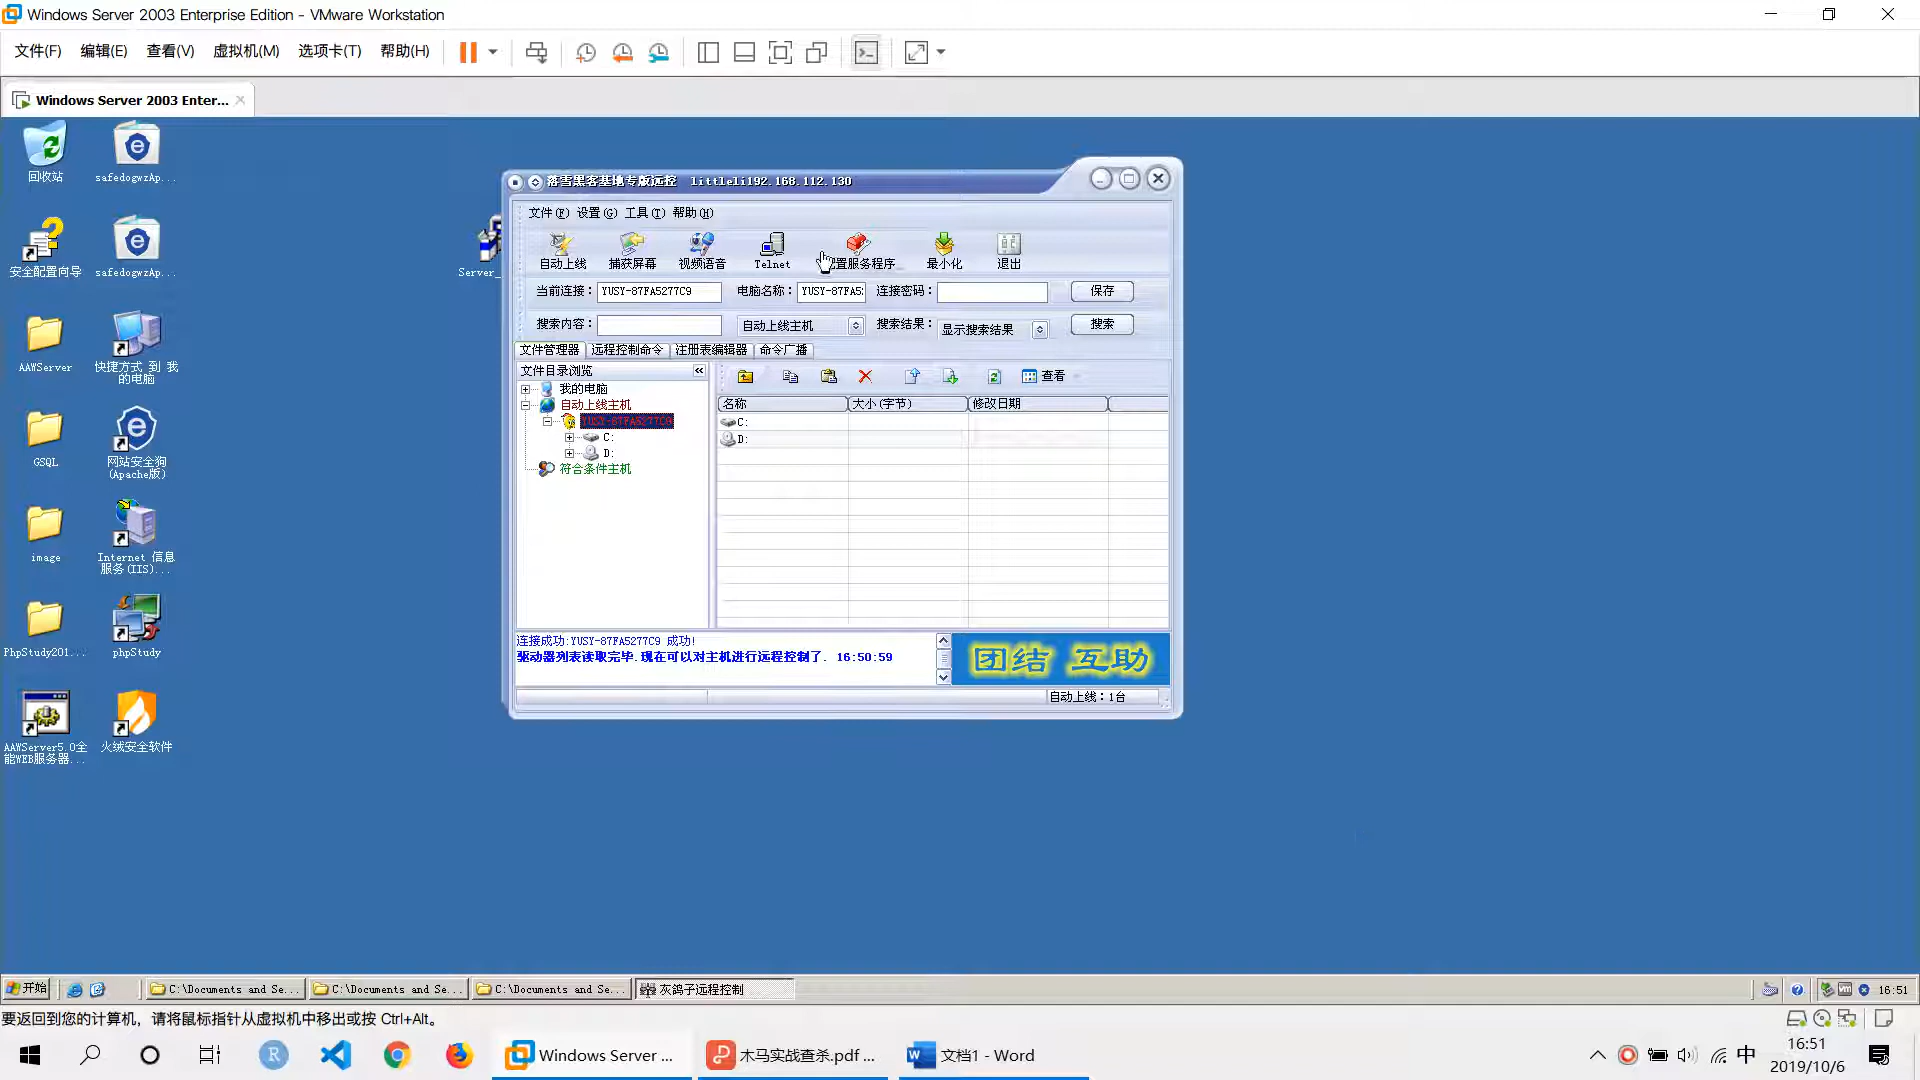 Windows Server 2003 Enterprise Edition - VMware Workstation
文件(F) 编辑(E) 查看(V) 虚拟机(M) 选项卡(T) 帮助(H)
Windows Server 2003 Enter...
回收站
safedogwzAp...
安全配置向导
safedogwzAp...
AAWServer
快捷方式 到 我的电脑
GSQL
网站安全狗(Apache版)
image
Internet 信息服务(IIS)...
PhpStudy201...
phpStudy
AAWServer5.0全能WEB服务器...
火绒安全软件
Server_
落雪黑客基地专版远控 littleli192.168.112.130
文件(F) 设置(G) 工具(T) 帮助(H)
自动上线 捕获屏幕 视频语音 Telnet 置服务程序 最小化 退出
当前连接： YUSY-87FA5277C9 电脑名称： YUSY-87FA5: 连接密码： 保存
搜索内容： 自动上线主机 搜索结果： 显示搜索结果 搜索
文件管理器 远程控制命令 注册表编辑器 命令广播
文件目录浏览
查看
我的电脑
自动上线主机
YUSY-87FA5277C9
C:
D:
符合条件主机
名称 大小(字节) 修改日期
C:
D:
连接成功:YUSY-87FA5277C9 成功!
驱动器列表读取完毕.现在可以对主机进行远程控制了. 16:50:59
团结 互助
自动上线：1台
开始 C:\Documents and Se... C:\Documents and Se... C:\Documents and Se... 灰鸽子远程控制 16:51
要返回到您的计算机，请将鼠标指针从虚拟机中移出或按 Ctrl+Alt。
Windows Server ... 木马实战查杀.pdf ... 文档1 - Word 中 16:51
2019/10/6